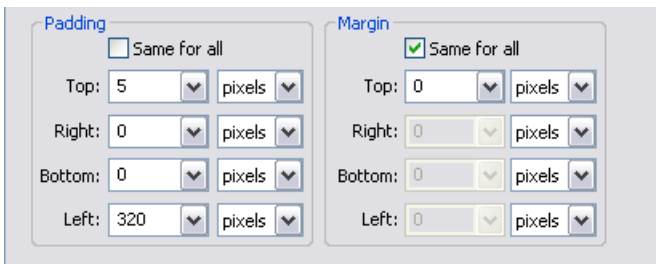 Padding Margin
Same for all Same for all
Top: 5 pixels Top: 0 pixels
Right: 0 pixels Right: 0 pixels
Bottom: 0 pixels Bottom: 0 pixels
Left: 320 pixels Left: 0 pixels